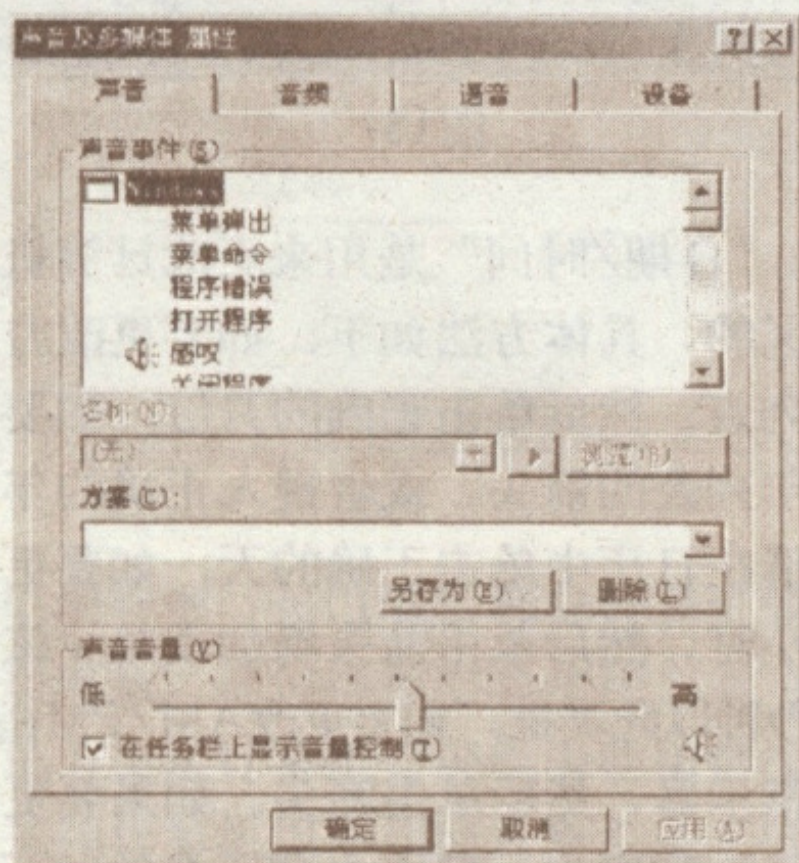 声音及多媒体 属性
声音 音频 语音 设备
声音事件(S)
Windows
菜单弹出
菜单命令
程序错误
打开程序
感叹
关闭程序
名称(N):
(无) 浏览(B)
方案(C):
另存为(E)... 删除(L)
声音音量(V)
低 高
在任务栏上显示音量控制(T)
确定 取消 应用(A)